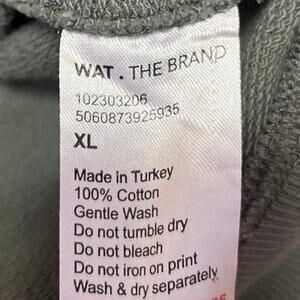 WAT . THE BRAND
102303206
5060873925935
XL
Made in Turkey
100% Cotton
Gentle Wash
Do not tumble dry
Do not bleach
Do not iron on print
Wash & dry separately